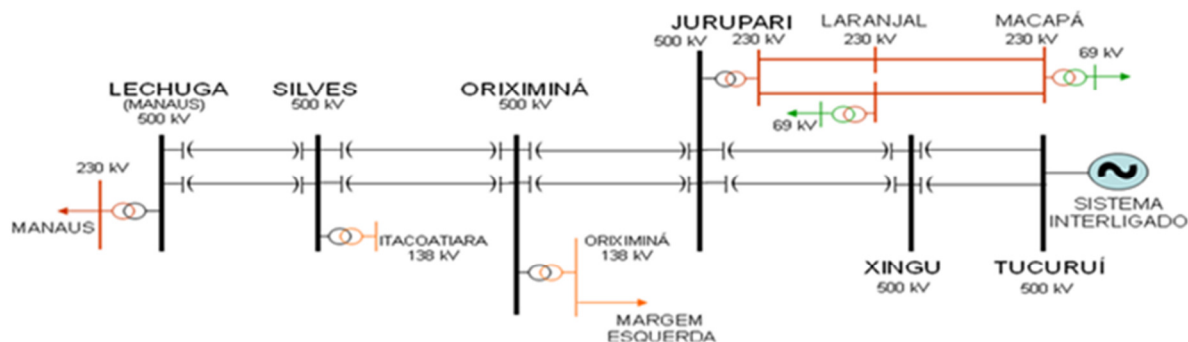 JURUPARI
500 kV
230 kV
LARANJAL
230 kV
MACAPÁ
230 kV
69 kV
LECHUGA
(MANAUS)
500 kV
SILVES
500 kV
ORIXIMINÁ
500 kV
69 kV
230 kV
MANAUS
ITACOATIARA
138 kV
ORIXIMINÁ
138 kV
MARGEM
ESQUERDA
SISTEMA
INTERLIGADO
XINGU
500 kV
TUCURUÍ
500 kV